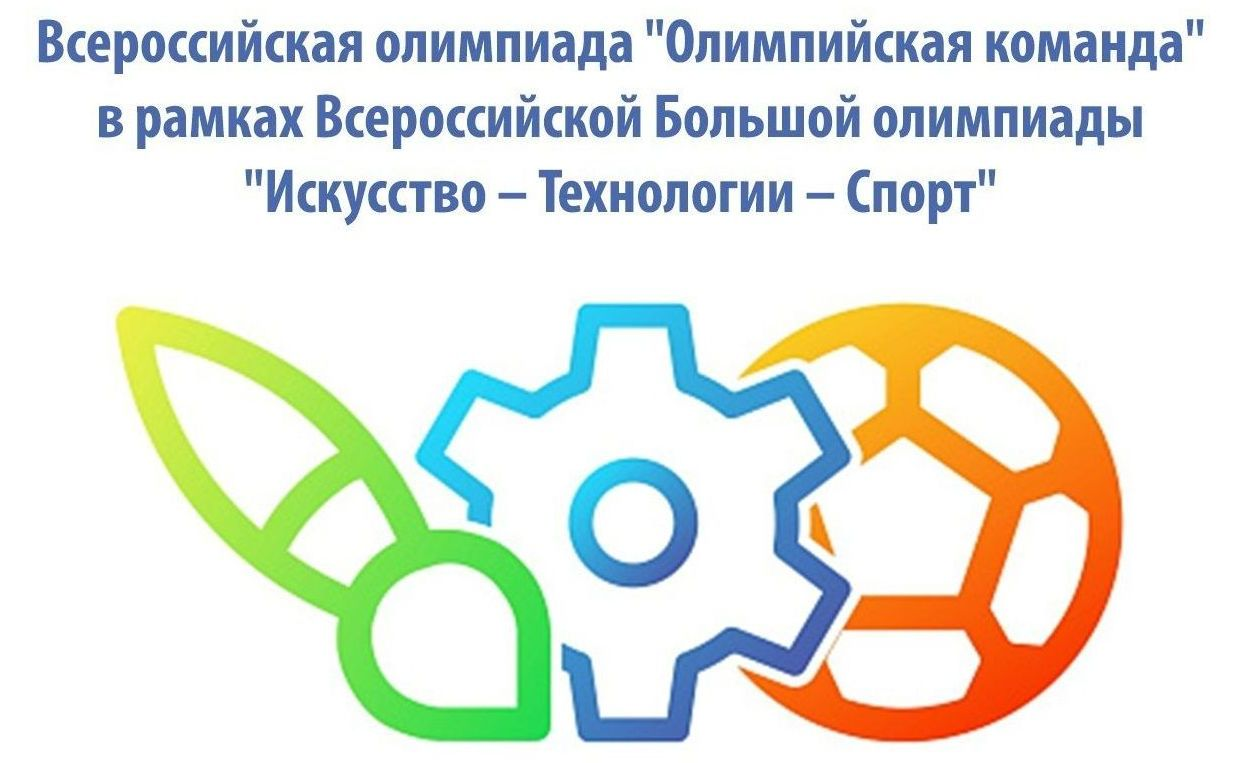 Всероссийская олимпиада "Олимпийская команда"
в рамках Всероссийской Большой олимпиады
"Искусство – Технологии – Спорт"